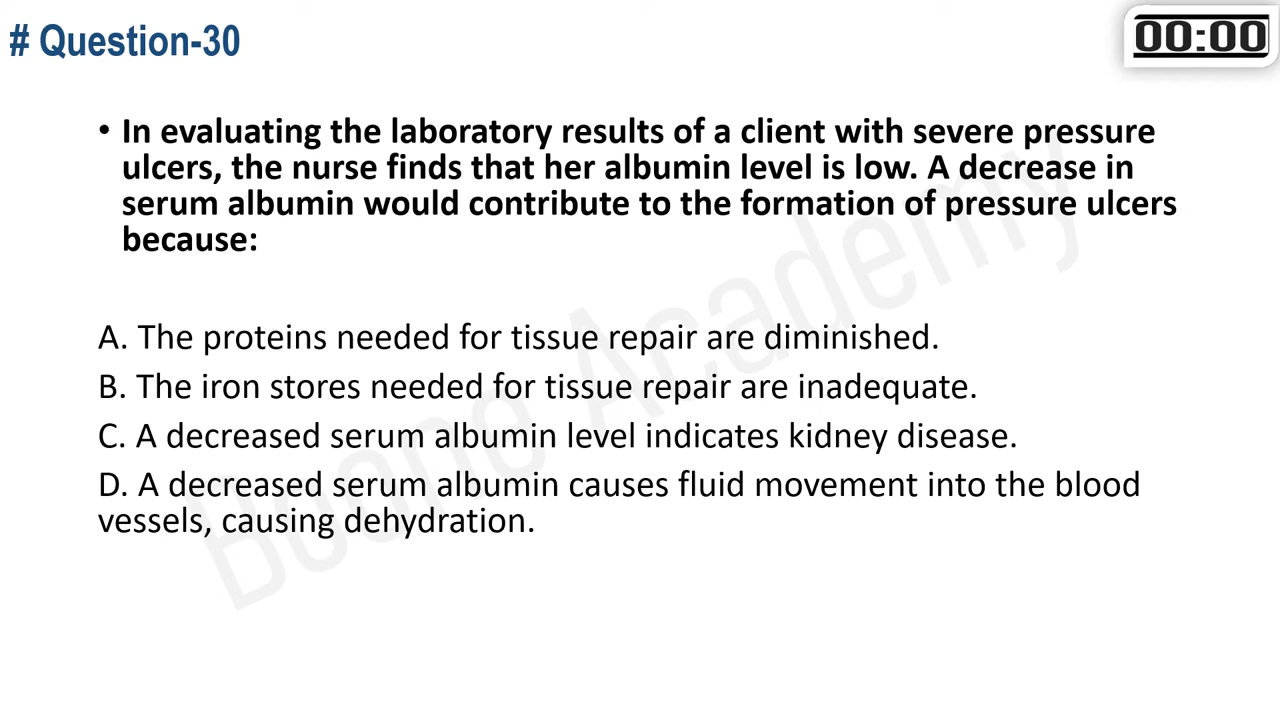 # Question-30
00:00
• In evaluating the laboratory results of a client with severe pressure
ulcers, the nurse finds that her albumin level is low. A decrease in
serum albumin would contribute to the formation of pressure ulcers
because:
A. The proteins needed for tissue repair are diminished.
B. The iron stores needed for tissue repair are inadequate.
C. A decreased serum albumin level indicates kidney disease.
D. A decreased serum albumin causes fluid movement into the blood
vessels, causing dehydration.
Academy